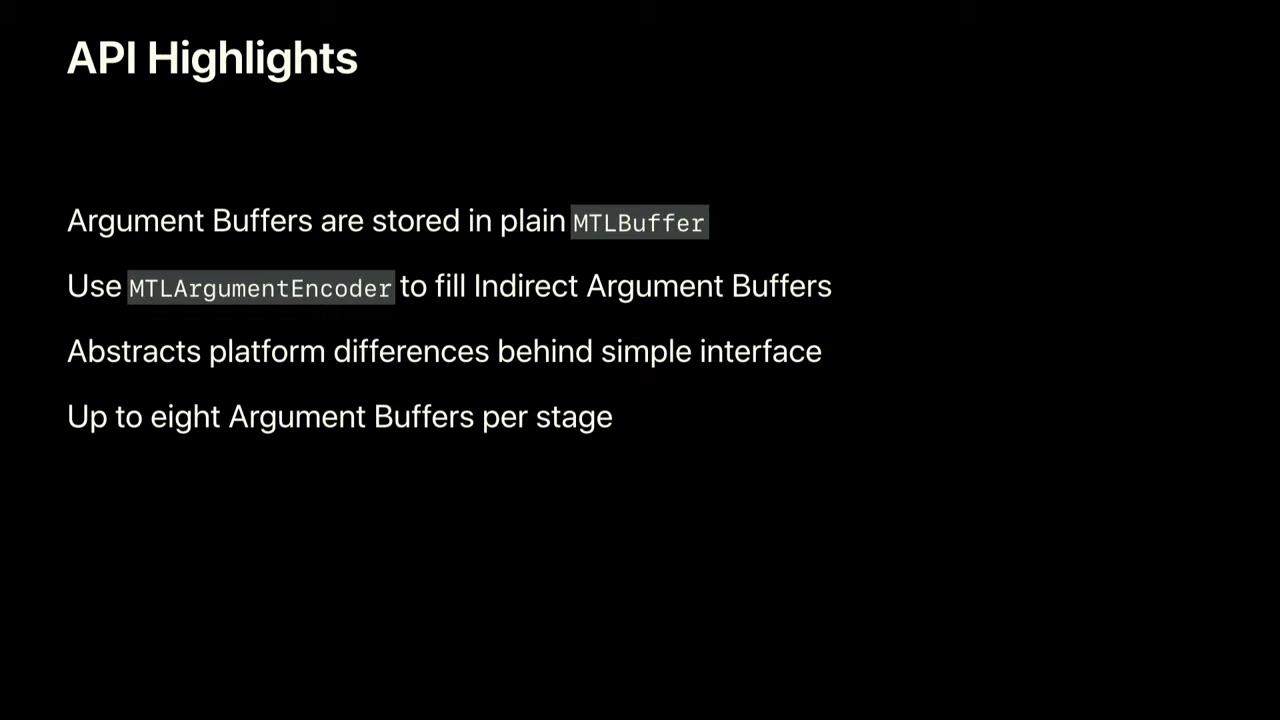 API Highlights
Argument Buffers are stored in plain MTLBuffer
Use MTLArgumentEncoder to fill Indirect Argument Buffers
Abstracts platform differences behind simple interface
Up to eight Argument Buffers per stage